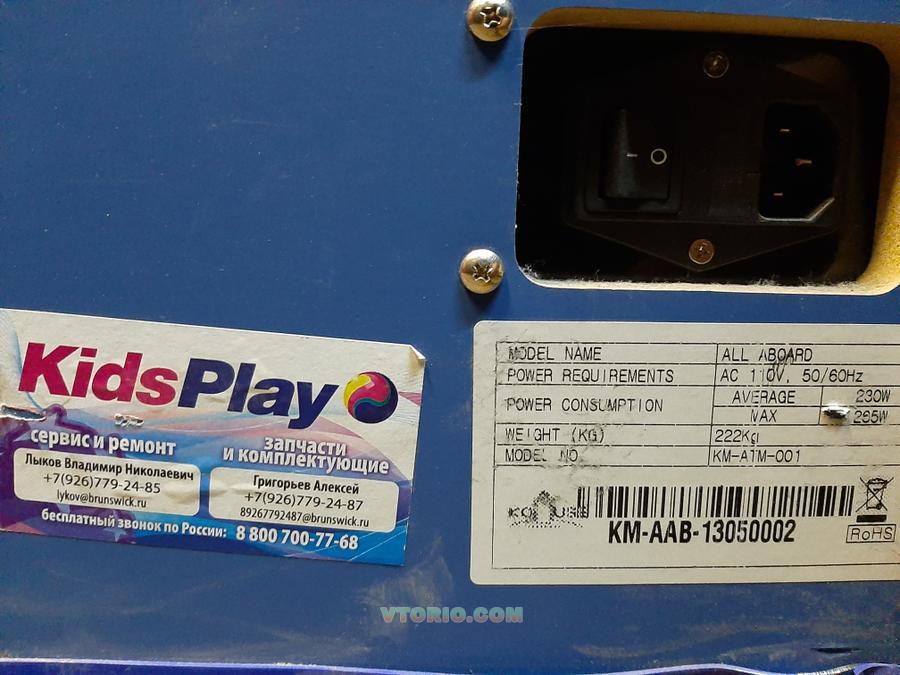 KidsPlay
сервис и ремонт
Лыков Владимир Николаевич
+7(926)779-24-85
lykov@brunswick.ru
запчасти
и комплектующие
Григорьев Алексей
+7(926)779-24-87
89267792487@brunswick.ru
бесплатный звонок по России: 8 800 700-77-68
MODEL NAME ALL ABOARD
POWER REQUIREMENTS AC 110V, 50/60Hz
POWER CONSUMPTION AVERAGE 230W
MAX 265W
WEIGHT (KG) 222Kg
MODEL NO. KM-ATM-001
KM-AAB-13050002
RoHS
VTORIO.COM